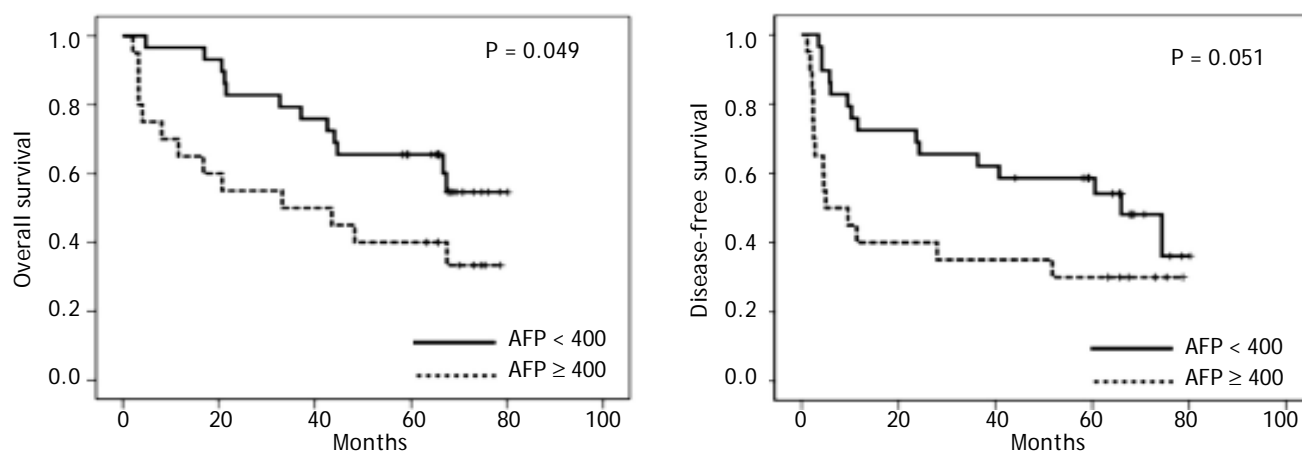 Overall survival
1.0
0.8
0.6
0.4
0.2
0.0
P = 0.049
AFP < 400
AFP ≥ 400
0 20 40 60 80 100
Months
Disease-free survival
1.0
0.8
0.6
0.4
0.2
0.0
P = 0.051
AFP < 400
AFP ≥ 400
0 20 40 60 80 100
Months